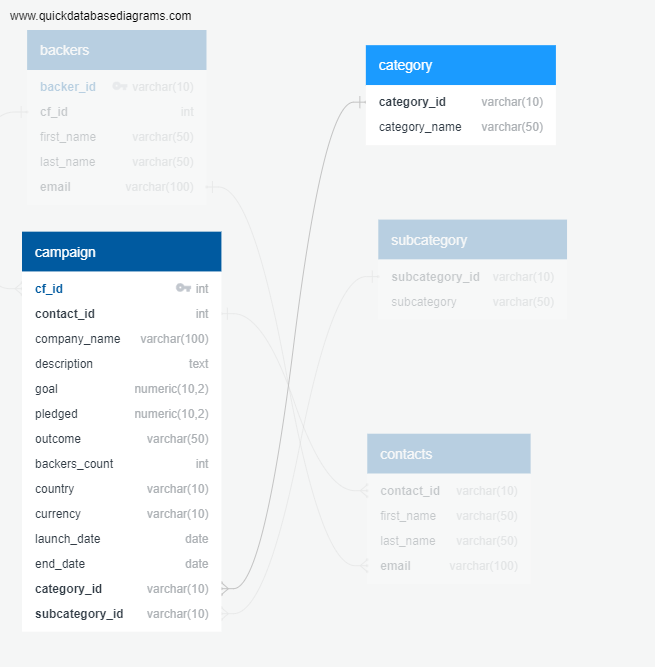 www.quickdatabasediagrams.com
backers
backer_id varchar(10)
cf_id int
first_name varchar(50)
last_name varchar(50)
email varchar(100)
category
category_id varchar(10)
category_name varchar(50)
campaign
cf_id int
contact_id int
company_name varchar(100)
description text
goal numeric(10,2)
pledged numeric(10,2)
outcome varchar(50)
backers_count int
country varchar(10)
currency varchar(10)
launch_date date
end_date date
category_id varchar(10)
subcategory_id varchar(10)
subcategory
subcategory_id varchar(10)
subcategory varchar(50)
contacts
contact_id varchar(10)
first_name varchar(50)
last_name varchar(50)
email varchar(100)